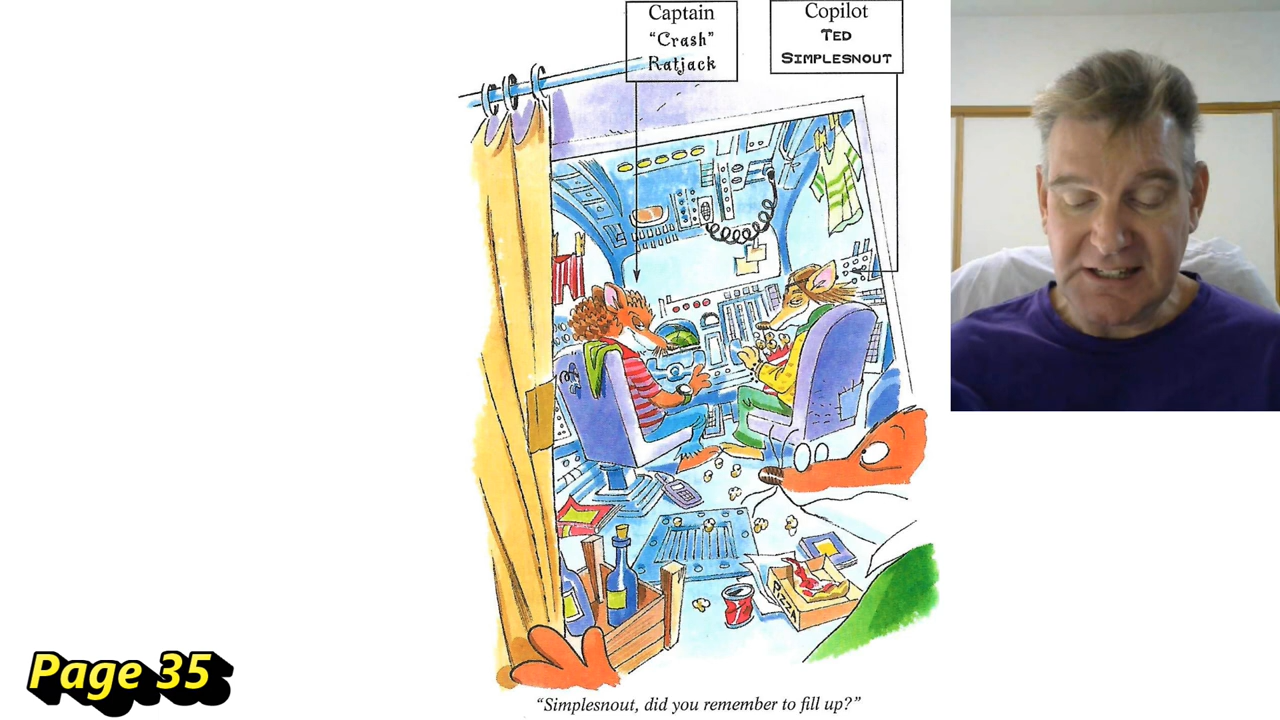 Captain
“Crash”
Ratjack
Copilot
TED
SIMPLESNOUT
PIZZA
Page 35
“Simplesnout, did you remember to fill up?”